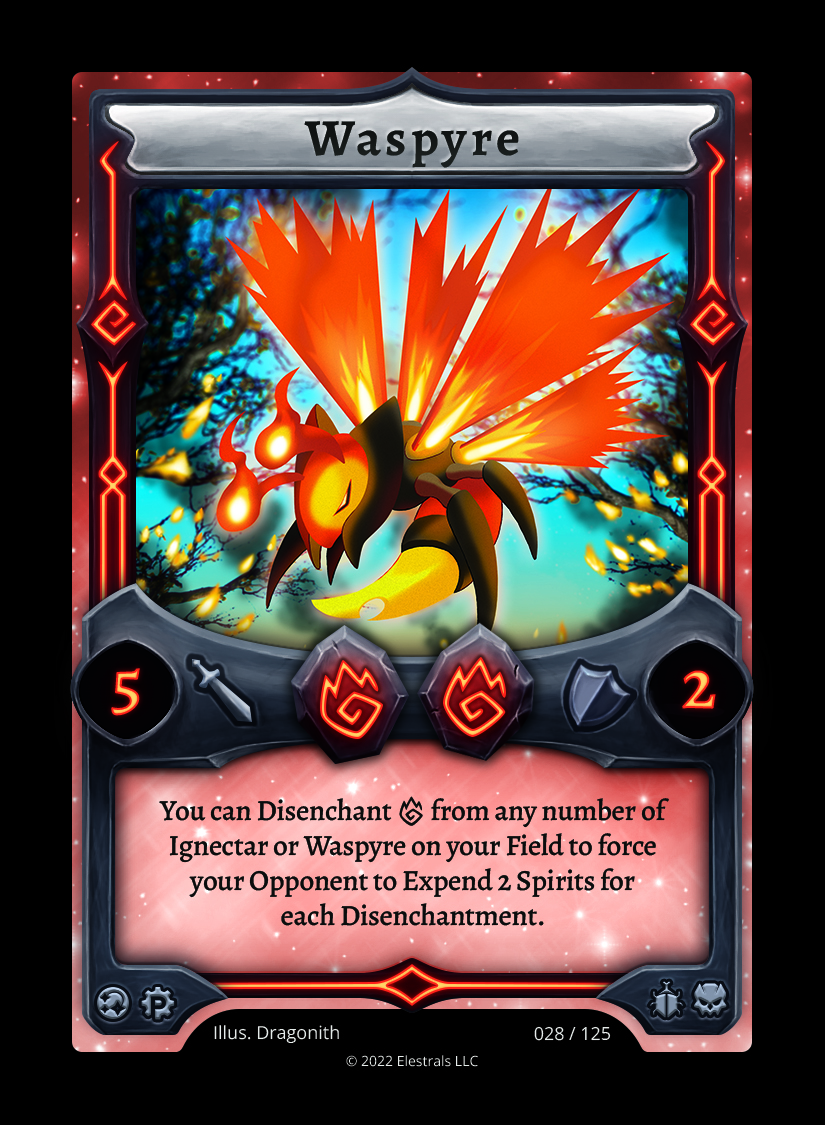 Waspyre
5
2
You can Disenchant from any number of
Ignectar or Waspyre on your Field to force
your Opponent to Expend 2 Spirits for
each Disenchantment.
P
Illus. Dragonith
028 / 125
© 2022 Elestrals LLC